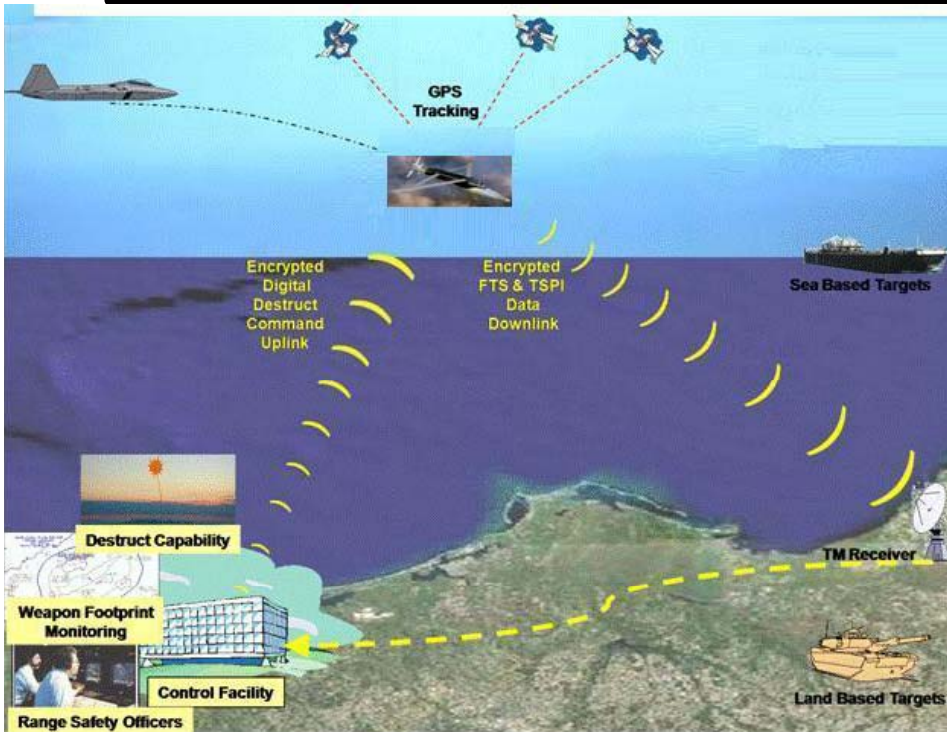 GPS
Tracking
Encrypted
Digital
Destruct
Command
Uplink
Encrypted
FTS & TSPI
Data
Downlink
Sea Based Targets
Destruct Capability
TM Receiver
Weapon Footprint
Monitoring
Control Facility
Land Based Targets
Range Safety Officers